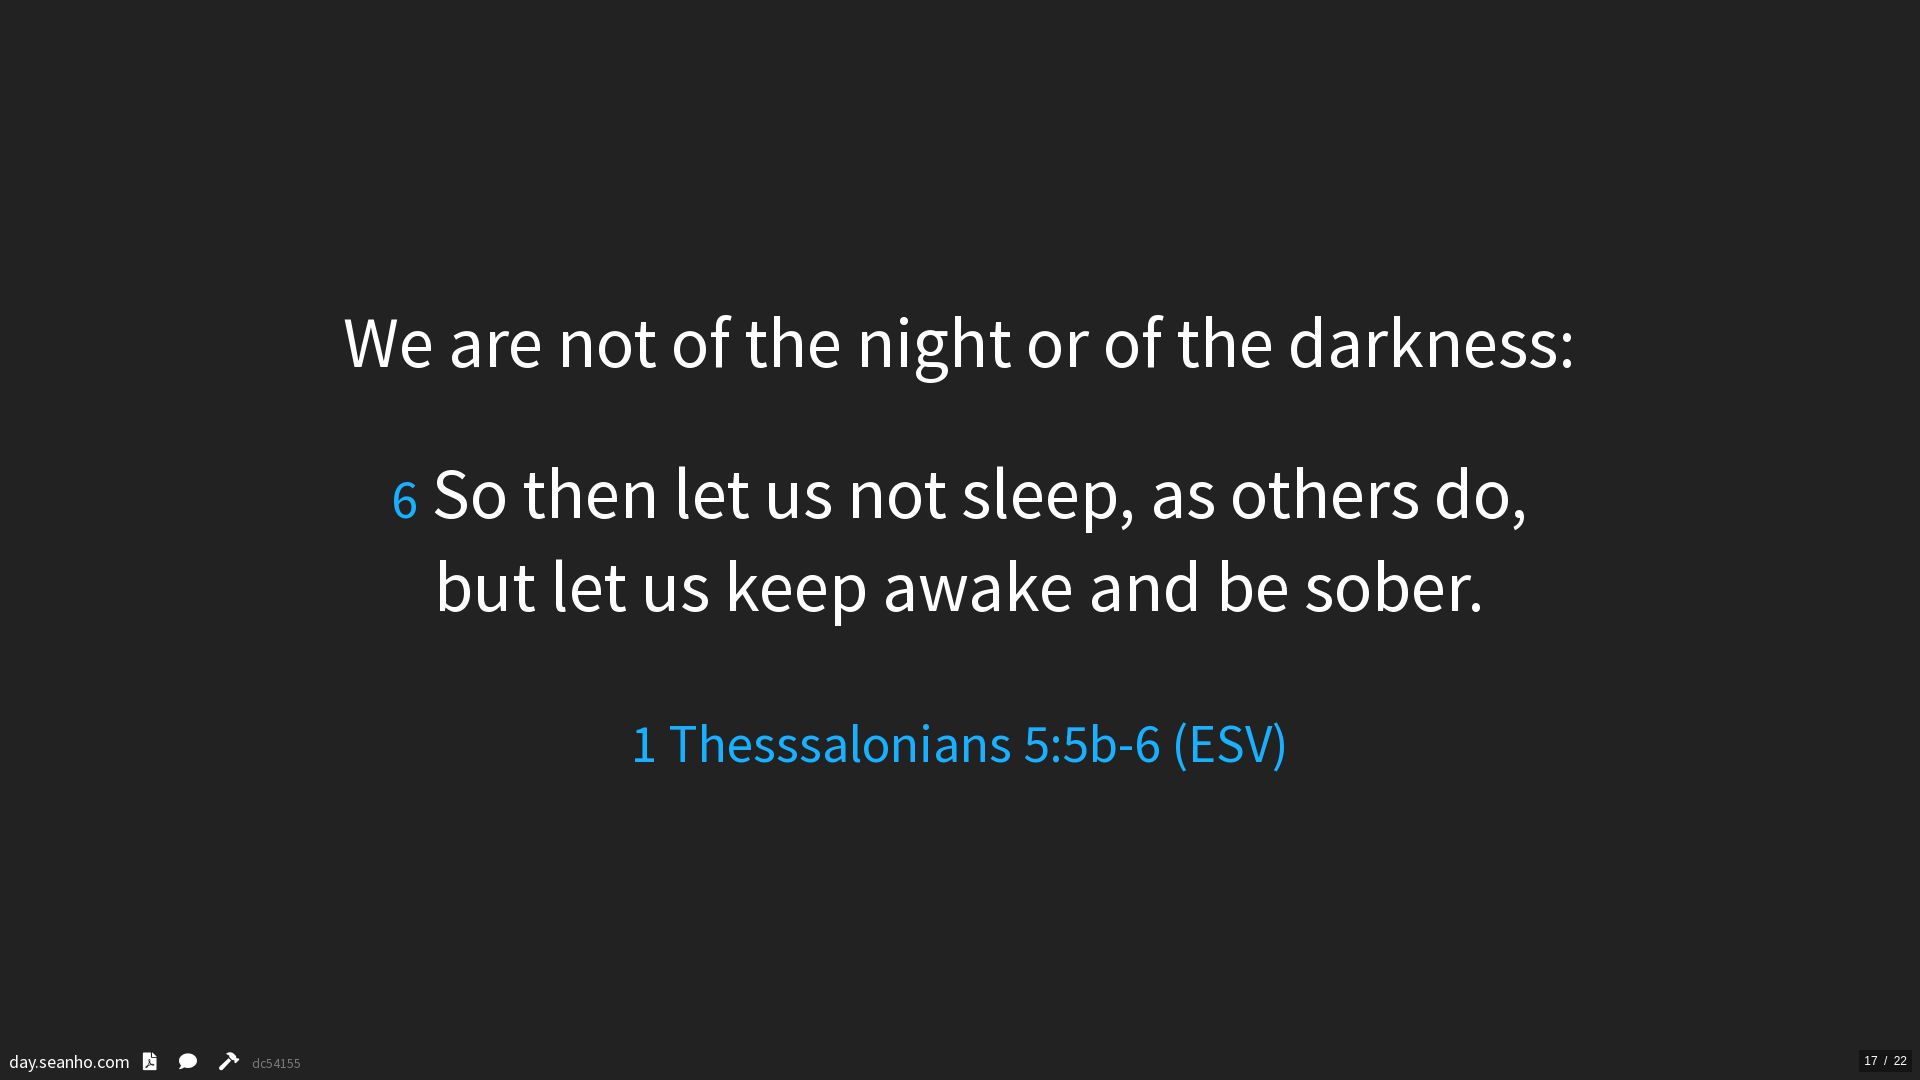 We are not of the night or of the darkness:
6 So then let us not sleep, as others do,
but let us keep awake and be sober.
1 Thesssalonians 5:5b-6 (ESV)
day.seanho.com dc54155
17 / 22